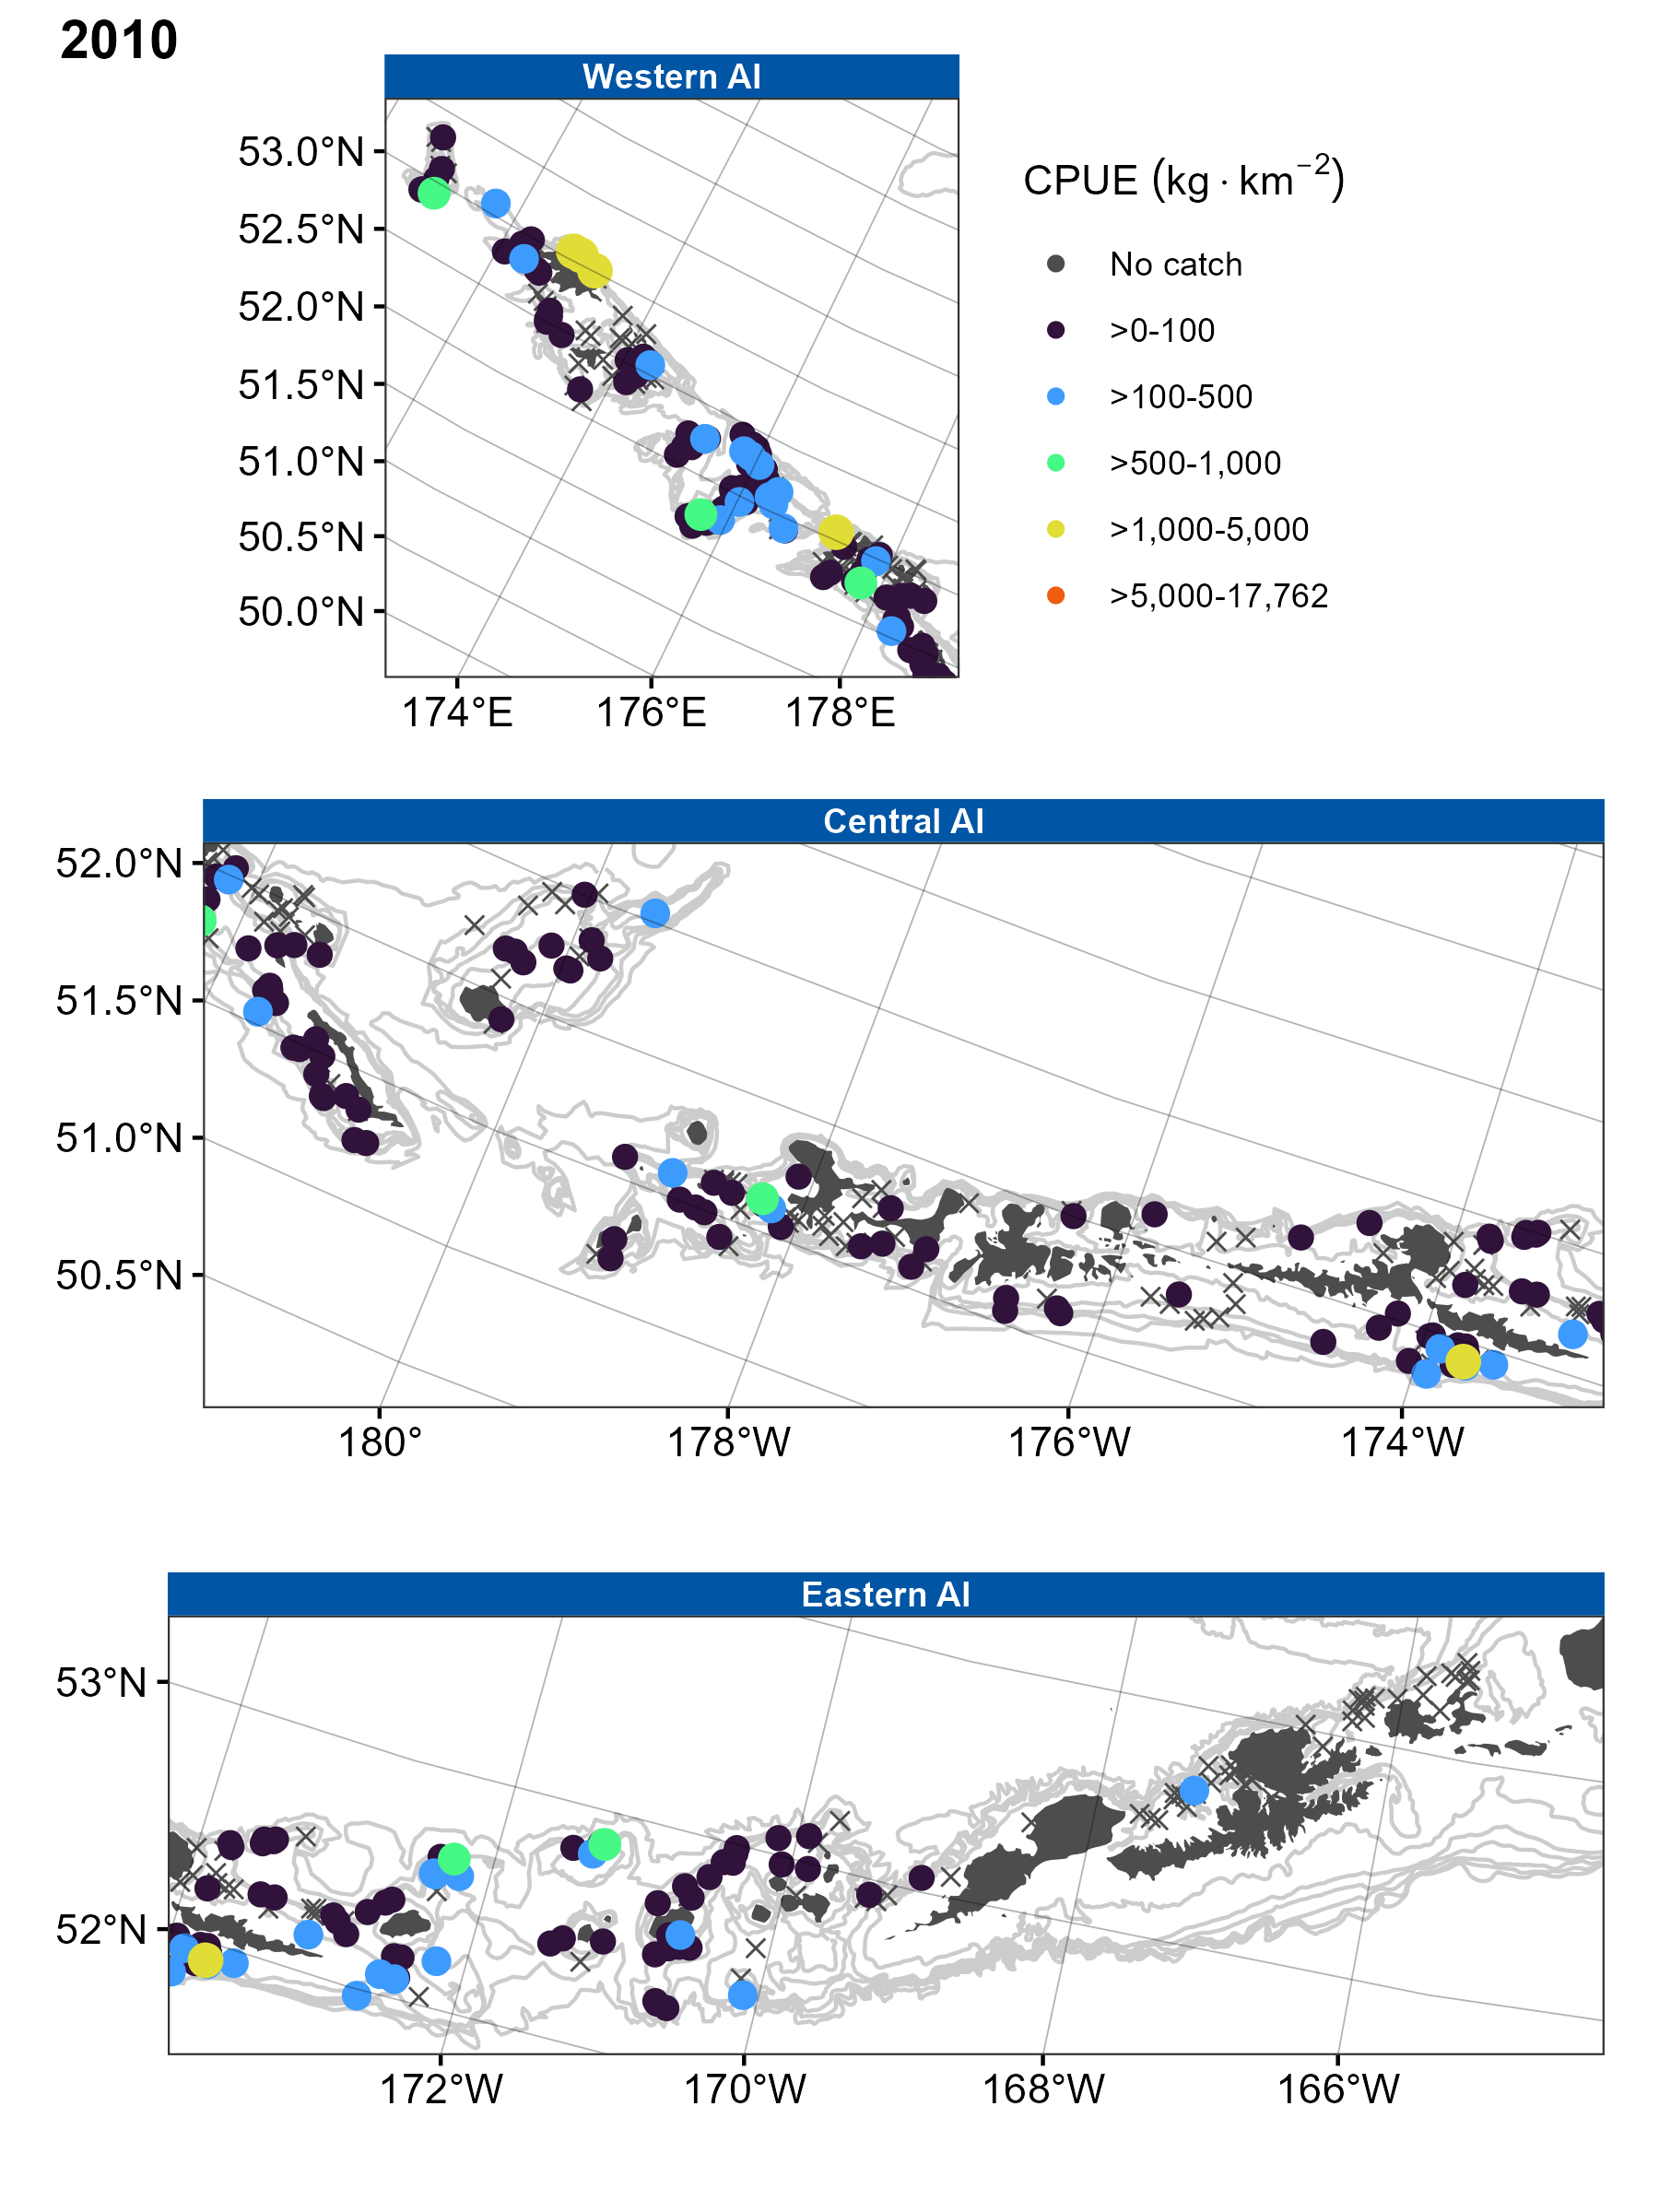 2010
Western AI
53.0°N
52.5°N
52.0°N
51.5°N
51.0°N
50.5°N
50.0°N
174°E 176°E 178°E
CPUE (kg · km−2)
No catch
>0-100
>100-500
>500-1,000
>1,000-5,000
>5,000-17,762
Central AI
52.0°N
51.5°N
51.0°N
50.5°N
180° 178°W 176°W 174°W
Eastern AI
53°N
52°N
172°W 170°W 168°W 166°W